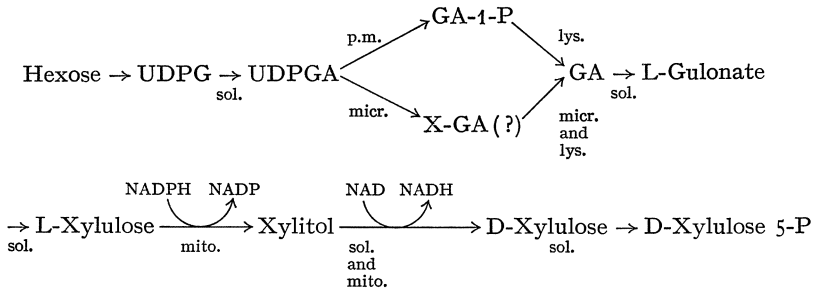 GA-1-P
p.m. lys.
Hexose → UDPG → UDPGA GA → L-Gulonate
sol. sol.
micr. X-GA (?) micr.
and
lys.
NADPH NADP NAD NADH
→ L-Xylulose Xylitol D-Xylulose → D-Xylulose 5-P
sol. mito. sol. sol.
and
mito.